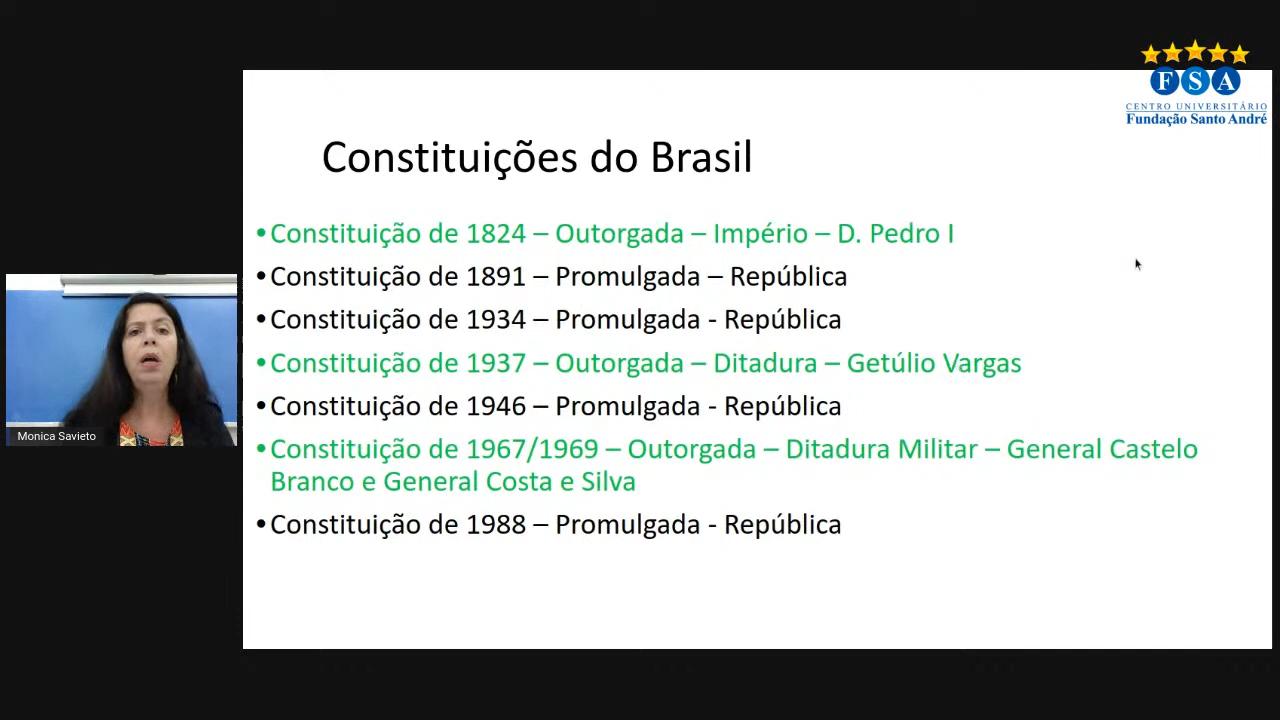 F S A
CENTRO UNIVERSITÁRIO
Fundação Santo André
Constituições do Brasil
•Constituição de 1824 – Outorgada – Império – D. Pedro I
•Constituição de 1891 – Promulgada – República
•Constituição de 1934 – Promulgada - República
•Constituição de 1937 – Outorgada – Ditadura – Getúlio Vargas
•Constituição de 1946 – Promulgada - República
•Constituição de 1967/1969 – Outorgada – Ditadura Militar – General Castelo
Branco e General Costa e Silva
•Constituição de 1988 – Promulgada - República
Monica Savieto